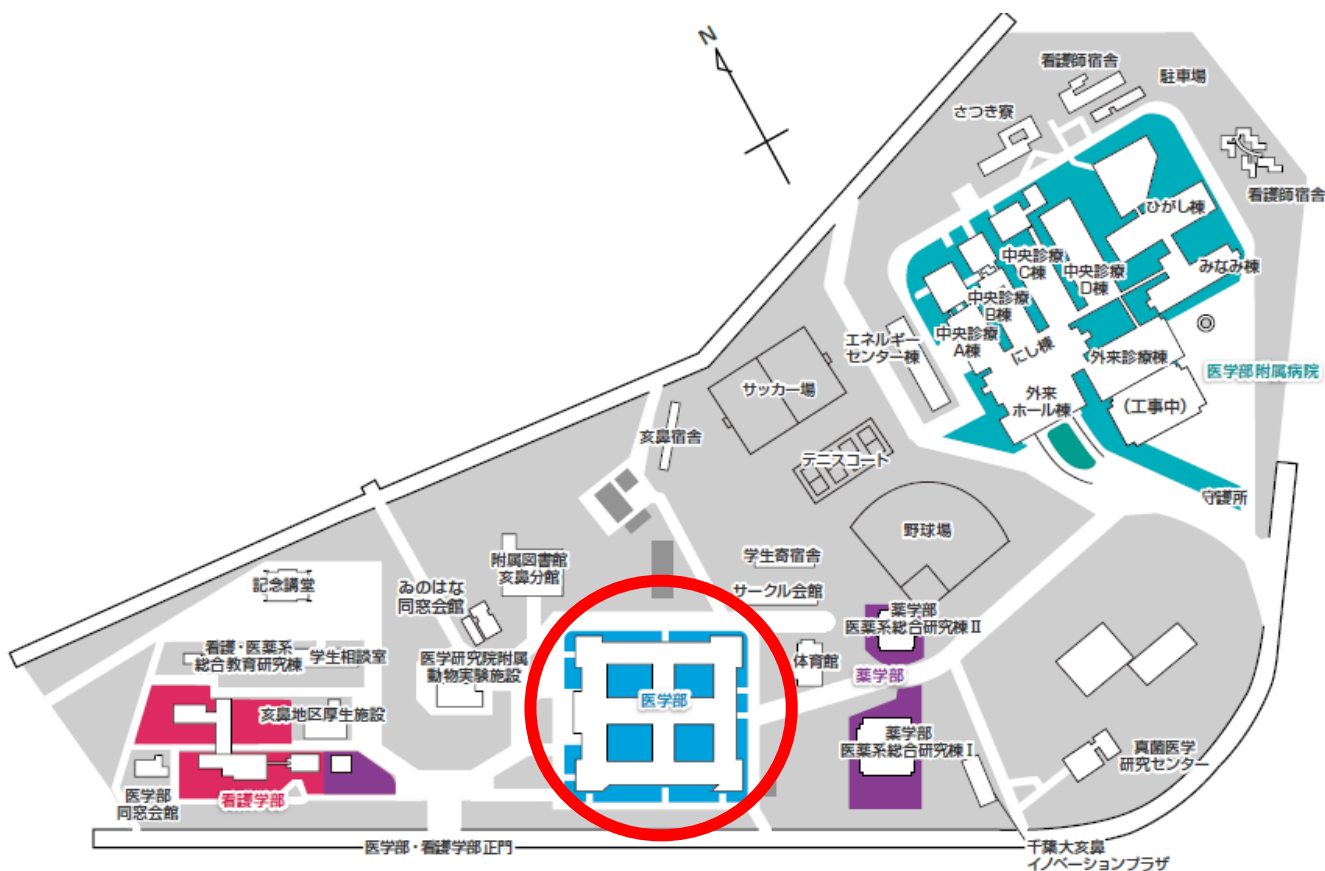 N
看護師宿舎
駐車場
さつき寮
看護師宿舎
ひがし棟
みなみ棟
中央診療
C棟
中央診療
D棟
中央診療
B棟
中央診療
A棟
にし棟
外来診療棟
エネルギー
センター棟
医学部附属病院
外来
ホール棟
(工事中)
サッカー場
亥鼻宿舎
テニスコート
守護所
野球場
附属図書館
亥鼻分館
学生寄宿舎
サークル会館
記念講堂
ゐのはな
同窓会館
薬学部
医薬系総合研究棟Ⅱ
看護・医薬系
総合教育研究棟
学生相談室
医学研究院附属
動物実験施設
体育館
薬学部
医学部
亥鼻地区厚生施設
薬学部
医薬系総合研究棟Ⅰ
真菌医学
研究センター
医学部
同窓会館
看護学部
医学部・看護学部正門
千葉大亥鼻
イノベーションプラザ